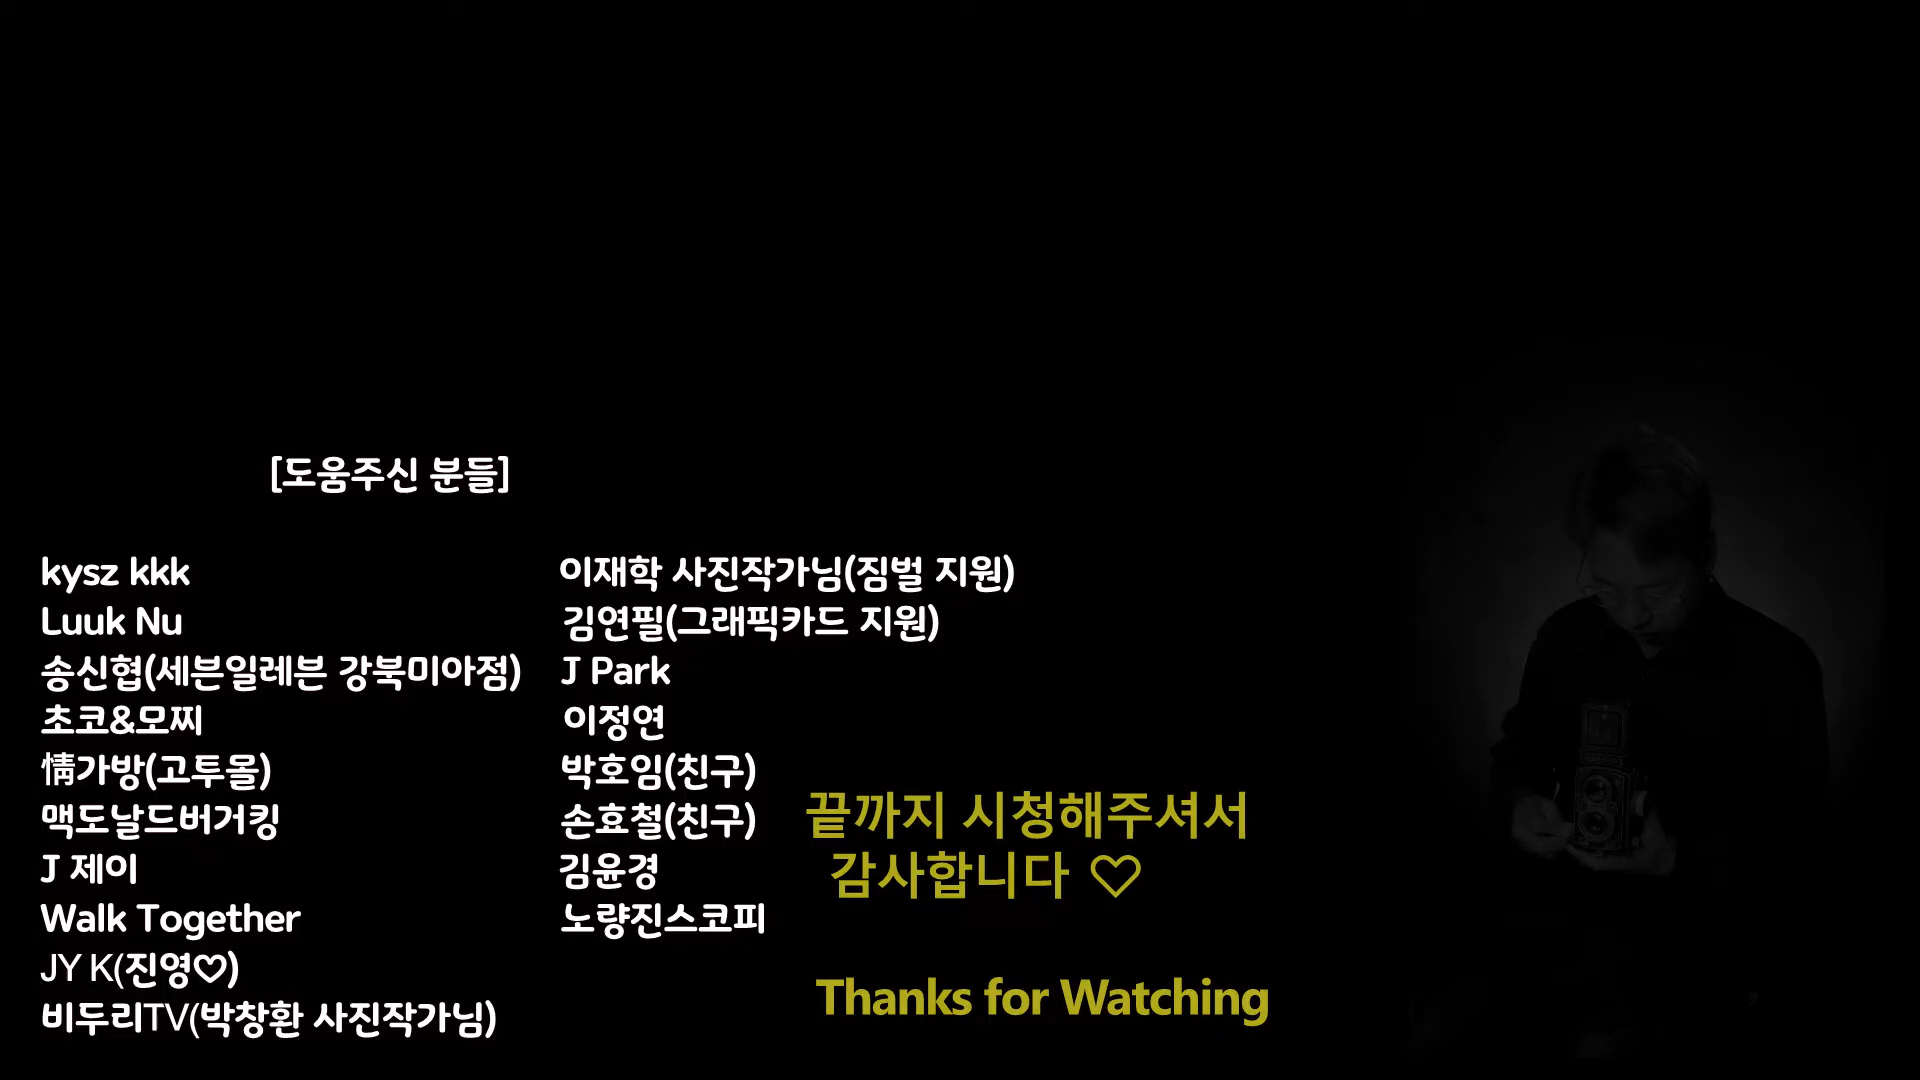 [도움주신 분들]
kysz kkk
Luuk Nu
송신협(세븐일레븐 강북미아점)
초코&모찌
情가방(고투몰)
맥도날드버거킹
J 제이
Walk Together
JY K(진영♡)
비두리TV(박창환 사진작가님)
이재학 사진작가님(짐벌 지원)
김연필(그래픽카드 지원)
J Park
이정연
박호임(친구)
손효철(친구)
김윤경
노량진스코피
끝까지 시청해주셔서
감사합니다 ♡
Thanks for Watching